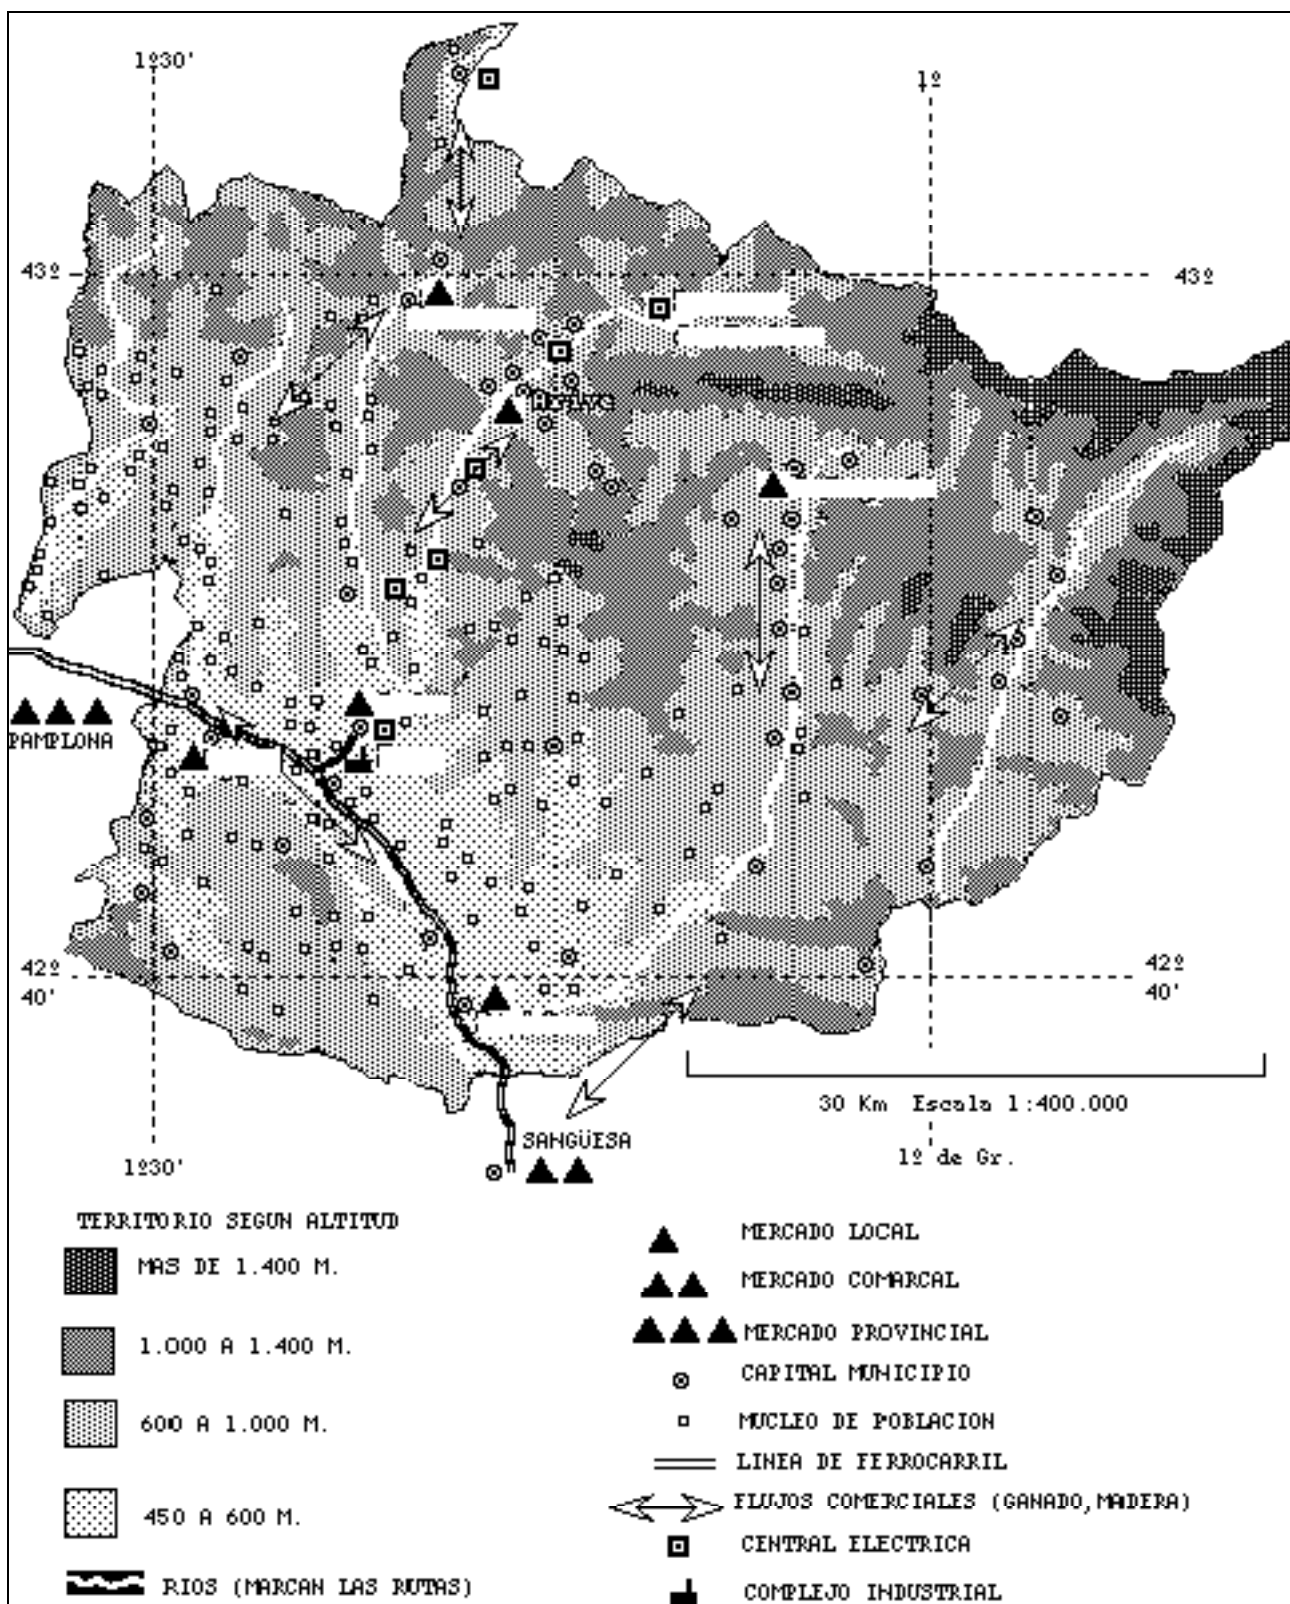 1º30'
1º
43º
43º
Arive
PAMPLONA
42º
40'
42º
40'
30 Km Escala 1:400.000
SANGÜESA
1º30'
1º de Gr.
TERRITORIO SEGUN ALTITUD
MAS DE 1.400 M.
1.000 A 1.400 M.
600 A 1.000 M.
450 A 600 M.
RIOS (MARCAN LAS RUTAS)
MERCADO LOCAL
MERCADO COMARCAL
MERCADO PROVINCIAL
CAPITAL MUNICIPIO
NUCLEO DE POBLACION
LINEA DE FERROCARRIL
FLUJOS COMERCIALES (GANADO,MADERA)
CENTRAL ELECTRICA
COMPLEJO INDUSTRIAL